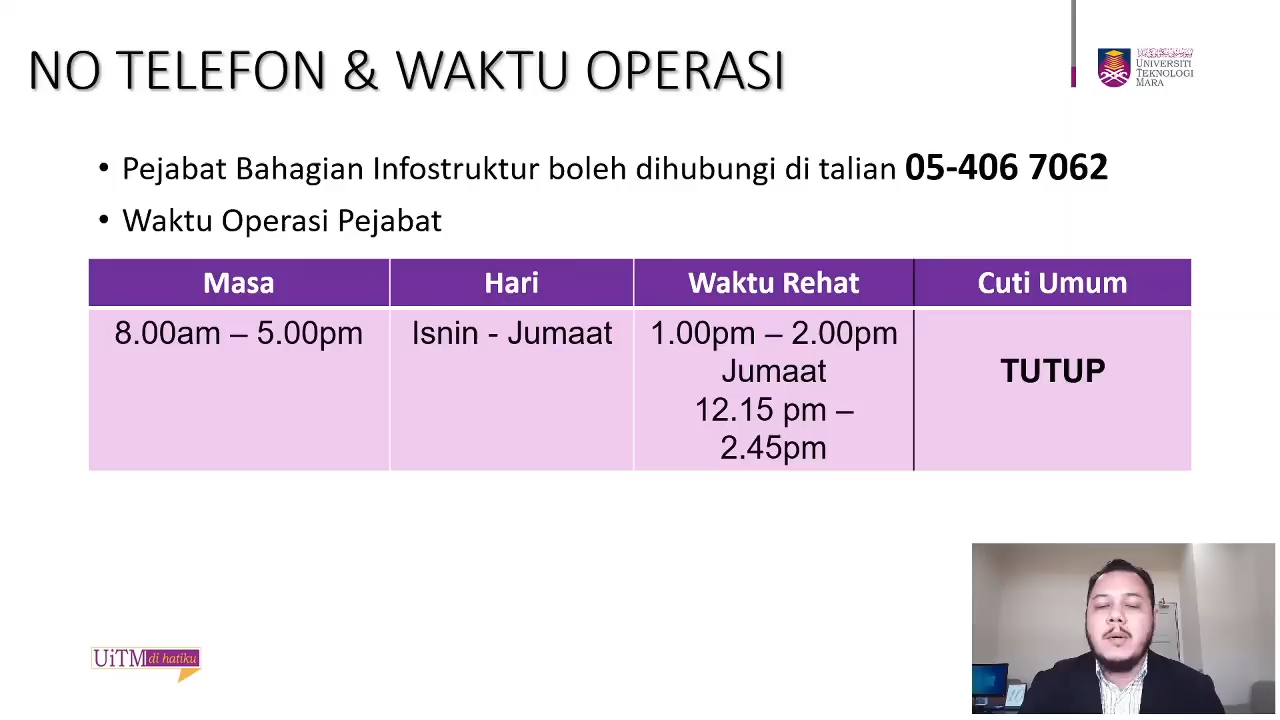 NO TELEFON & WAKTU OPERASI
UNIVERSITI
TEKNOLOGI
MARA
• Pejabat Bahagian Infostruktur boleh dihubungi di talian 05-406 7062
• Waktu Operasi Pejabat
Masa Hari Waktu Rehat Cuti Umum
8.00am – 5.00pm Isnin - Jumaat 1.00pm – 2.00pm
Jumaat TUTUP
12.15 pm –
2.45pm
UiTM di hatiku